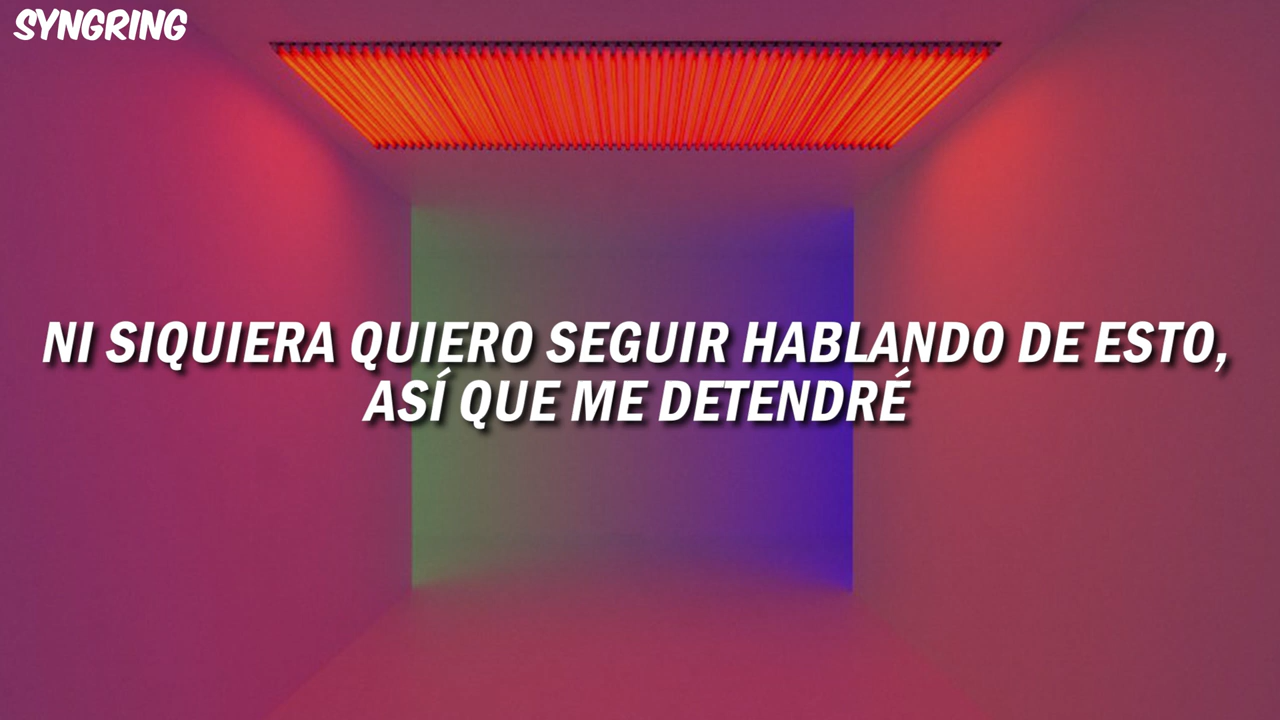 SYNGRING
NI SIQUIERA QUIERO SEGUIR HABLANDO DE ESTO,
ASÍ QUE ME DETENDRÉ